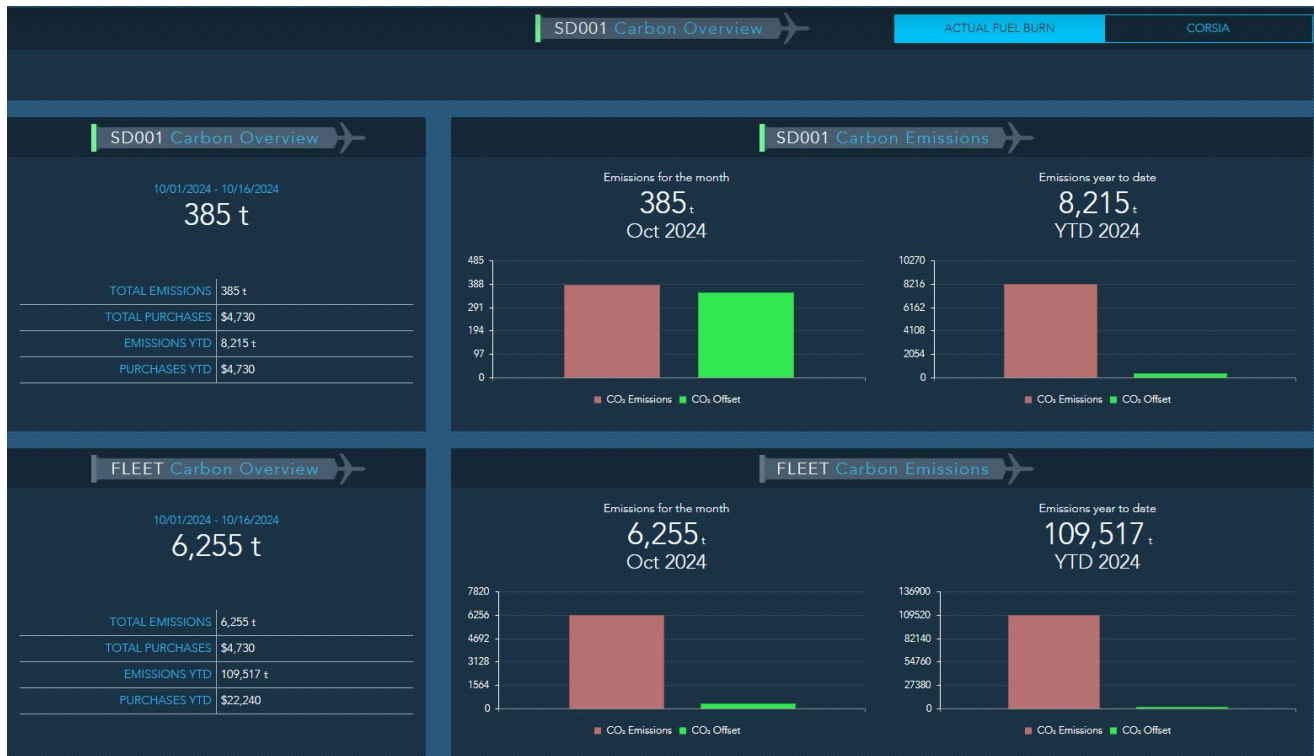 SD001 Carbon Overview
ACTUAL FUEL BURN
CORSIA
SD001 Carbon Overview
10/01/2024 - 10/16/2024
385 t
TOTAL EMISSIONS 385 t
TOTAL PURCHASES $4,730
EMISSIONS YTD 8,215 t
PURCHASES YTD $4,730
SD001 Carbon Emissions
Emissions for the month
385 t
Oct 2024
485
388
291
194
97
0
CO₂ Emissions CO₂ Offset
Emissions year to date
8,215 t
YTD 2024
10270
8216
6162
4108
2054
0
CO₂ Emissions CO₂ Offset
FLEET Carbon Overview
10/01/2024 - 10/16/2024
6,255 t
TOTAL EMISSIONS 6,255 t
TOTAL PURCHASES $4,730
EMISSIONS YTD 109,517 t
PURCHASES YTD $22,240
FLEET Carbon Emissions
Emissions for the month
6,255 t
Oct 2024
7820
6256
4692
3128
1564
0
CO₂ Emissions CO₂ Offset
Emissions year to date
109,517 t
YTD 2024
136900
109520
82140
54760
27380
0
CO₂ Emissions CO₂ Offset